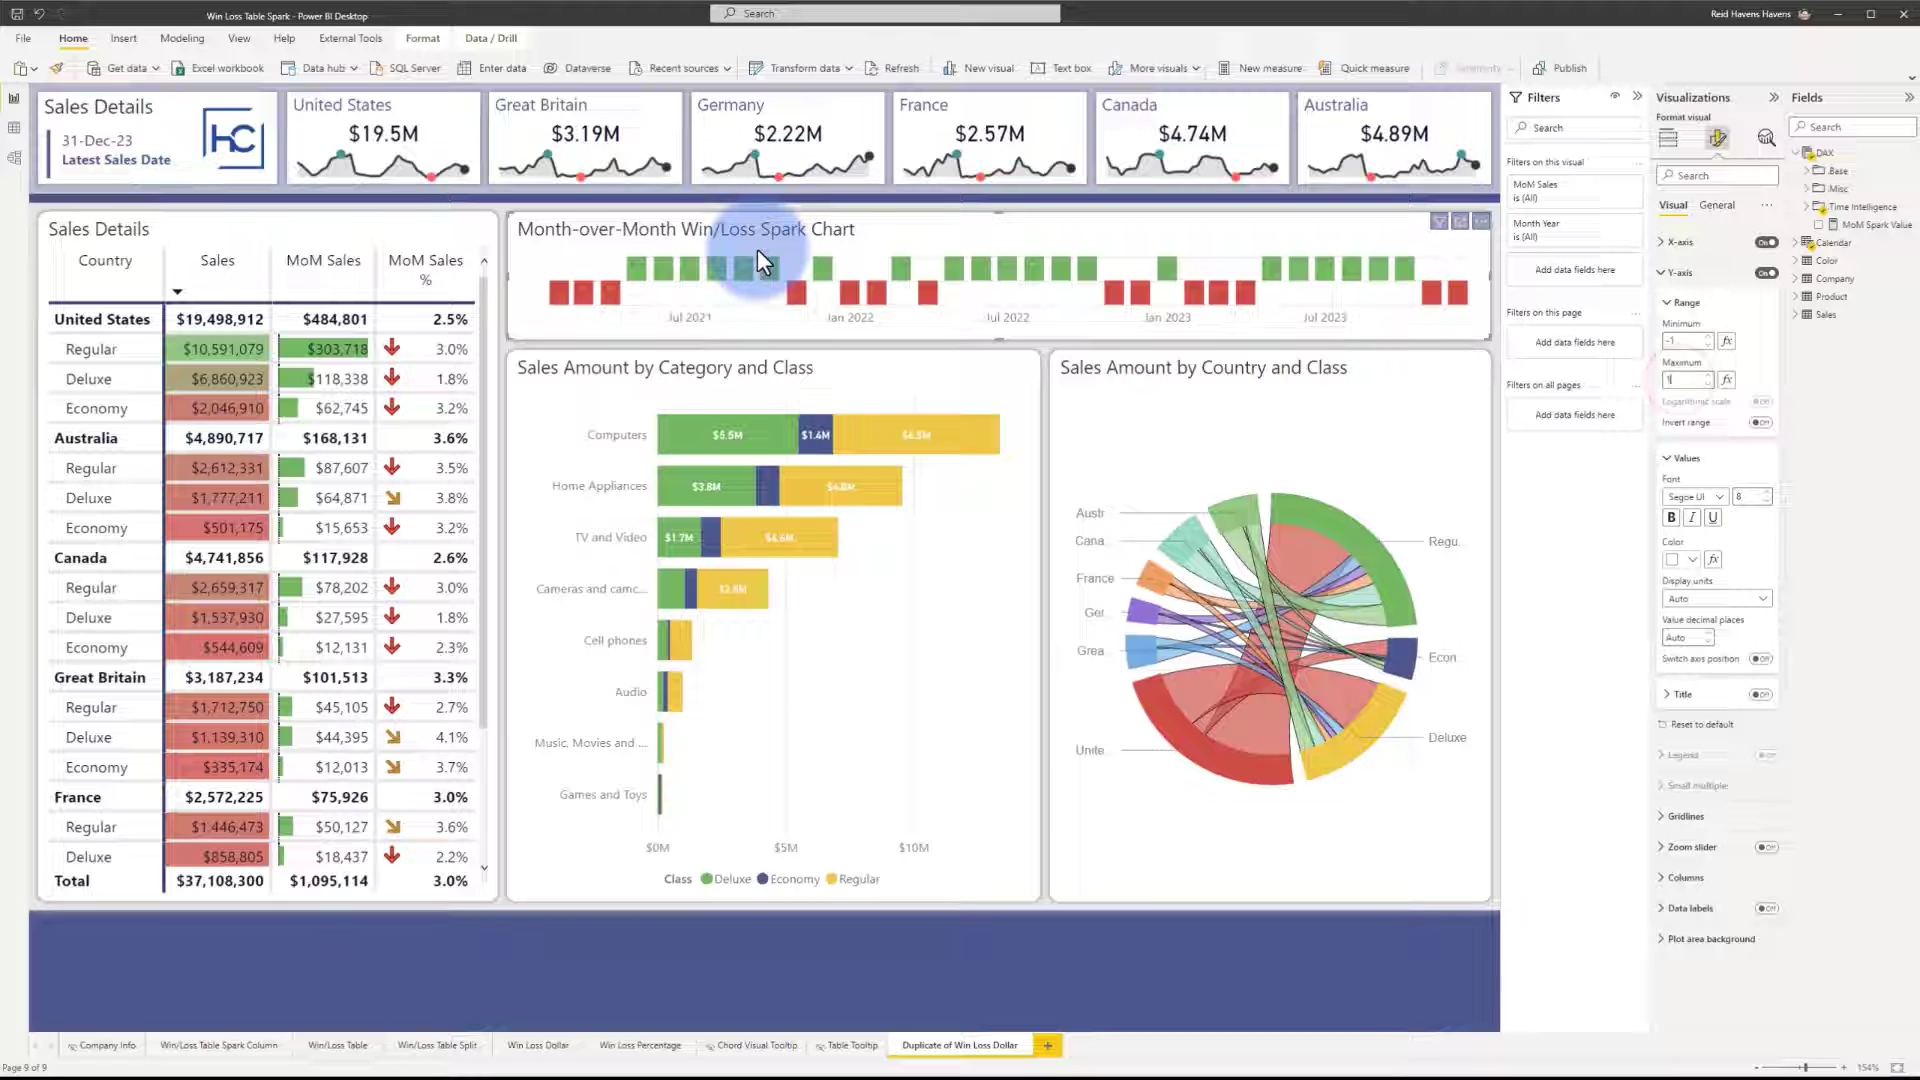 Win Loss Table Spark - Power BI Desktop
Search
Reid Havens Havens
File
Home
Insert
Modeling
View
Help
External Tools
Format
Data / Drill
Get data
Excel workbook
Data hub
SQL Server
Enter data
Dataverse
Recent sources
Transform data
Refresh
New visual
Text box
More visuals
New measure
Quick measure
Publish
Sales Details
31-Dec-23
Latest Sales Date
HC
United States
$19.5M
Great Britain
$3.19M
Germany
$2.22M
France
$2.57M
Canada
$4.74M
Australia
$4.89M
Sales Details
Country Sales MoM Sales MoM Sales %
United States $19,498,912 $484,801 2.5%
Regular $10,591,079 $303,718 3.0%
Deluxe $6,860,923 $118,338 1.8%
Economy $2,046,910 $62,745 3.2%
Australia $4,890,717 $168,131 3.6%
Regular $2,612,331 $87,607 3.5%
Deluxe $1,777,211 $64,871 3.8%
Economy $501,175 $15,653 3.2%
Canada $4,741,856 $117,928 2.6%
Regular $2,659,317 $78,202 3.0%
Deluxe $1,537,930 $27,595 1.8%
Economy $544,609 $12,131 2.3%
Great Britain $3,187,234 $101,513 3.3%
Regular $1,712,750 $45,105 2.7%
Deluxe $1,139,310 $44,395 4.1%
Economy $335,174 $12,013 3.7%
France $2,572,225 $75,926 3.0%
Regular $1,446,473 $50,127 3.6%
Deluxe $858,805 $18,437 2.2%
Total $37,108,300 $1,095,114 3.0%
Month-over-Month Win/Loss Spark Chart
Jul 2021 Jan 2022 Jul 2022 Jan 2023 Jul 2023
Sales Amount by Category and Class
Computers $5.5M $1.4M
Home Appliances $3.8M $4.8M
TV and Video $1.7M $4.6M
Cameras and camc... $2.8M
Cell phones
Audio
Music, Movies and ...
Games and Toys
$0M $5M $10M
Class Deluxe Economy Regular
Sales Amount by Country and Class
Austr
Cana..
France
Ger
Grea
Unite
Regu..
Econ
Deluxe
Filters
Search
Filters on this visual
MoM Sales
is (All)
Month Year
is (All)
Add data fields here
Filters on this page
Add data fields here
Filters on all pages
Add data fields here
Visualizations
Format visual
Search
Visual
General
X-axis On
Y-axis On
Range
Minimum
-1
fx
Maximum
1
fx
Logarithmic scale Off
Invert range Off
Values
Font
Segoe UI 8
B I U
Color
fx
Display units
Auto
Value decimal places
Auto
Switch axis position Off
Title Off
Reset to default
Legend Off
Small multiple
Gridlines
Zoom slider Off
Columns
Data labels Off
Plot area background
Fields
Search
DAX
Base
Misc
Time Intelligence
MoM Spark Value
Calendar
Color
Company
Product
Sales
Company Info
Win/Loss Table Spark Column
Win/Loss Table
Win/Loss Table Split
Win Loss Dollar
Win Loss Percentage
Chord Visual Tooltip
Table Tooltip
Duplicate of Win Loss Dollar
+
Page 9 of 9
- + 154%